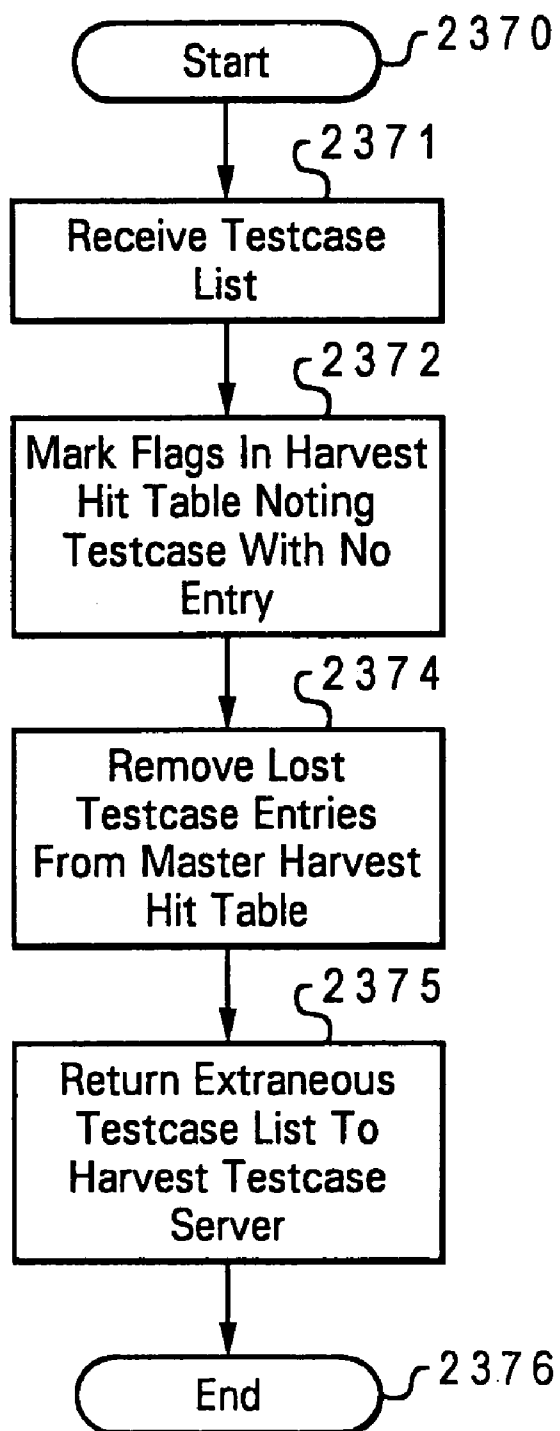 2370
Start
2371
Receive Testcase
List
2372
Mark Flags In Harvest
Hit Table Noting
Testcase With No
Entry
2374
Remove Lost
Testcase Entries
From Master Harvest
Hit Table
2375
Return Extraneous
Testcase List To
Harvest Testcase
Server
2376
End